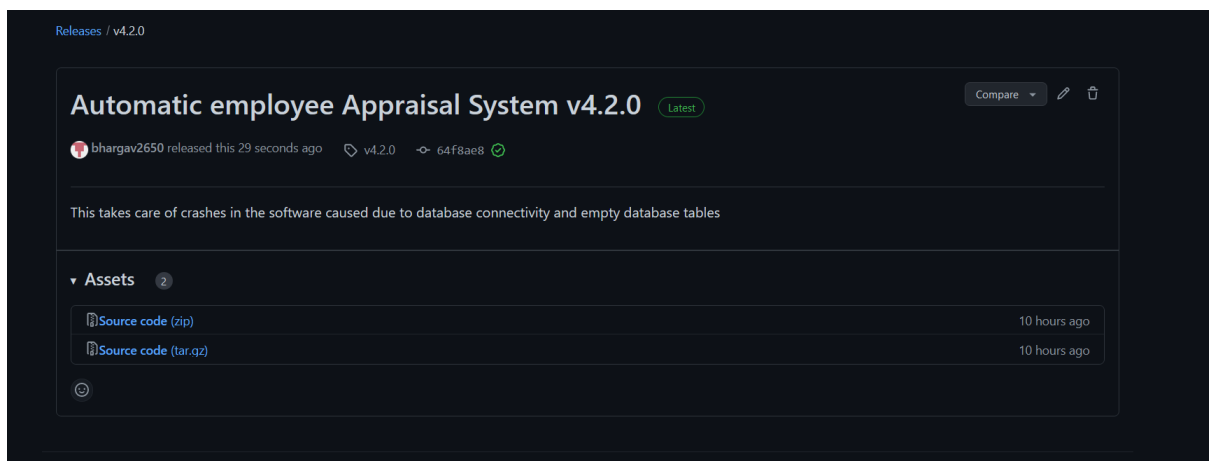 Releases / v4.2.0
Automatic employee Appraisal System v4.2.0 Latest
Compare
bhargav2650 released this 29 seconds ago v4.2.0 64f8ae8
This takes care of crashes in the software caused due to database connectivity and empty database tables
Assets 2
Source code (zip) 10 hours ago
Source code (tar.gz) 10 hours ago